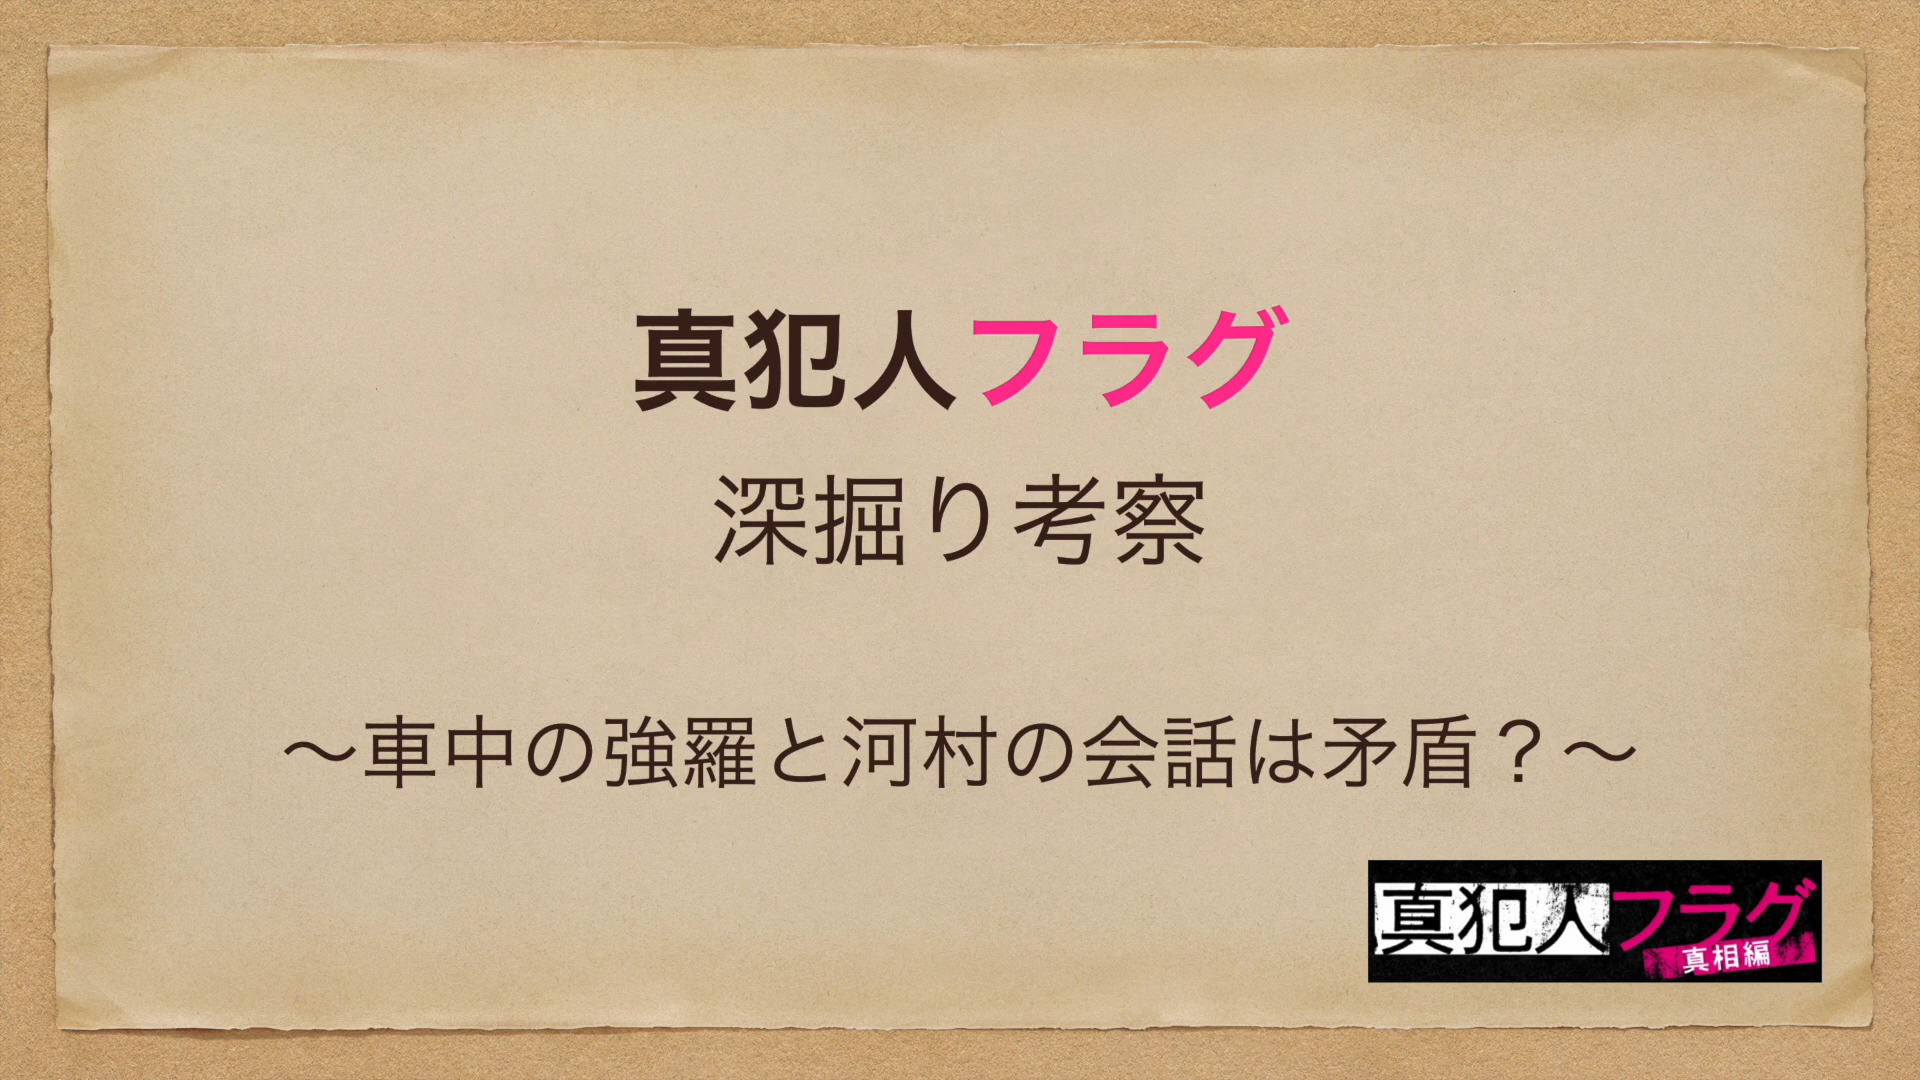 真犯人フラグ
深掘り考察
〜車中の強羅と河村の会話は矛盾？〜
真犯人フラグ
真相編